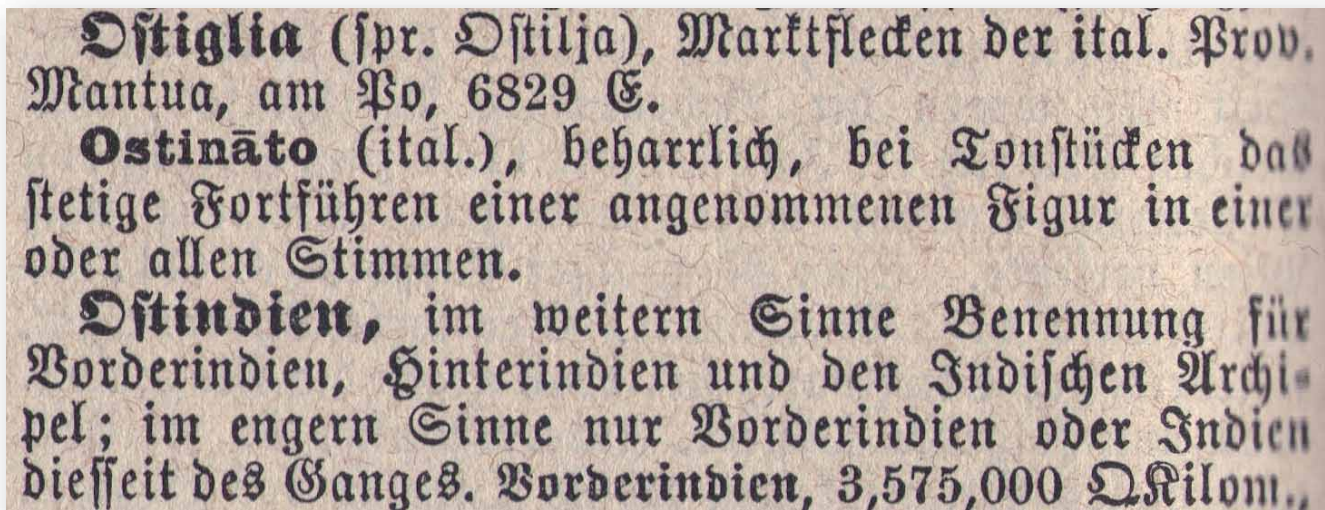 Oſtiglia (ſpr. Oſtilja), Marktflecken der ital. Prov.
Mantua, am Po, 6829 E.
Ostināto (ital.), beharrlich, bei Tonſtücken das
ſtetige Fortführen einer angenommenen Figur in einer
oder allen Stimmen.
Oſtindien, im weitern Sinne Benennung für
Vorderindien, Hinterindien und den Indiſchen Archi-
pel; im engern Sinne nur Vorderindien oder Indien
dieſſeit des Ganges. Vorderindien, 3,575,000 QKilom.,